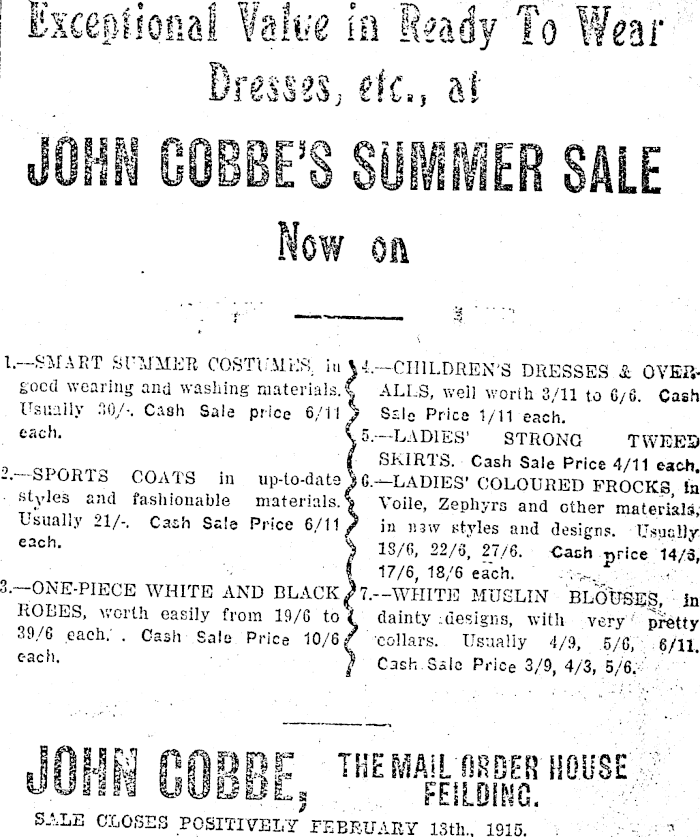 Exceptional Value in Ready To Wear
Dresses, etc., at
JOHN COBBE'S SUMMER SALE
Now on
1.—SMART SUMMER COSTUMES, in
good wearing and washing materials.
Usually 30/-. Cash Sale price 6/11
each.
2.—SPORTS COATS in up-to-date
styles and fashionable materials.
Usually 21/-. Cash Sale Price 6/11
each.
3.—ONE-PIECE WHITE AND BLACK
ROBES, worth easily from 19/6 to
39/6 each. Cash Sale Price 10/6
each.
4.—CHILDREN'S DRESSES & OVER-
ALLS, well worth 3/11 to 6/6. Cash
Sale Price 1/11 each.
5.—LADIES' STRONG TWEED
SKIRTS. Cash Sale Price 4/11 each.
6.—LADIES' COLOURED FROCKS, in
Voile, Zephyrs and other materials,
in new styles and designs. Usually
18/6, 22/6, 27/6. Cash price 14/6,
17/6, 18/6 each.
7.—WHITE MUSLIN BLOUSES, in
dainty designs, with very pretty
collars. Usually 4/9, 5/6, 6/11.
Cash Sale Price 3/9, 4/3, 5/6.
JOHN COBBE, THE MAIL ORDER HOUSE
FEILDING.
SALE CLOSES POSITIVELY FEBRUARY 13th., 1915.